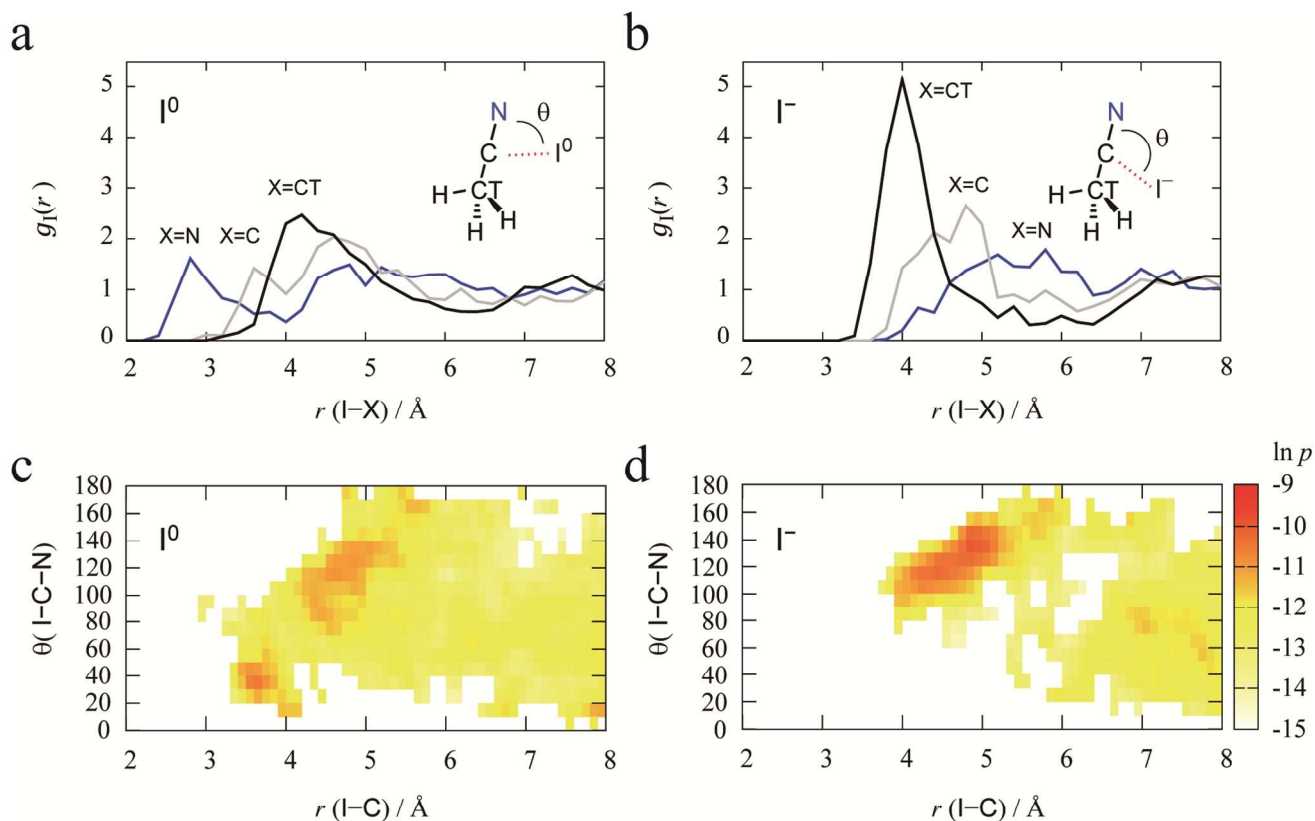 a
5
4
3
2
1
0
g_I(r)
I⁰
X=N
X=C
X=CT
N
θ
C
I⁰
H
CT
H
H
2 3 4 5 6 7 8
r (I−X) / Å
b
5
4
3
2
1
0
g_I(r)
I⁻
X=CT
X=C
X=N
N
θ
C
I⁻
H
CT
H
H
2 3 4 5 6 7 8
r (I−X) / Å
c
180
160
140
120
100
80
60
40
20
0
θ( I−C−N)
I⁰
2 3 4 5 6 7 8
r (I−C) / Å
d
180
160
140
120
100
80
60
40
20
0
θ( I−C−N)
I⁻
2 3 4 5 6 7 8
r (I−C) / Å
ln p
-9
-10
-11
-12
-13
-14
-15